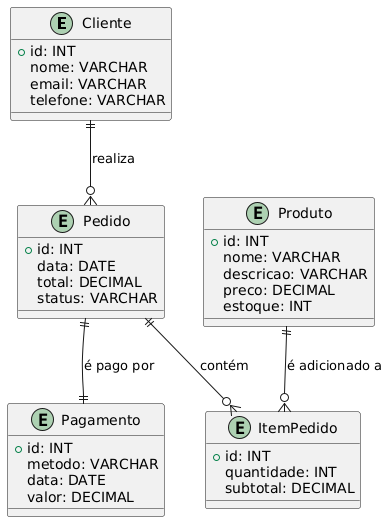 E Cliente
id: INT
nome: VARCHAR
email: VARCHAR
telefone: VARCHAR
realiza
E Pedido
id: INT
data: DATE
total: DECIMAL
status: VARCHAR
E Produto
id: INT
nome: VARCHAR
descricao: VARCHAR
preco: DECIMAL
estoque: INT
é pago por
contém
é adicionado a
E Pagamento
id: INT
metodo: VARCHAR
data: DATE
valor: DECIMAL
E ItemPedido
id: INT
quantidade: INT
subtotal: DECIMAL